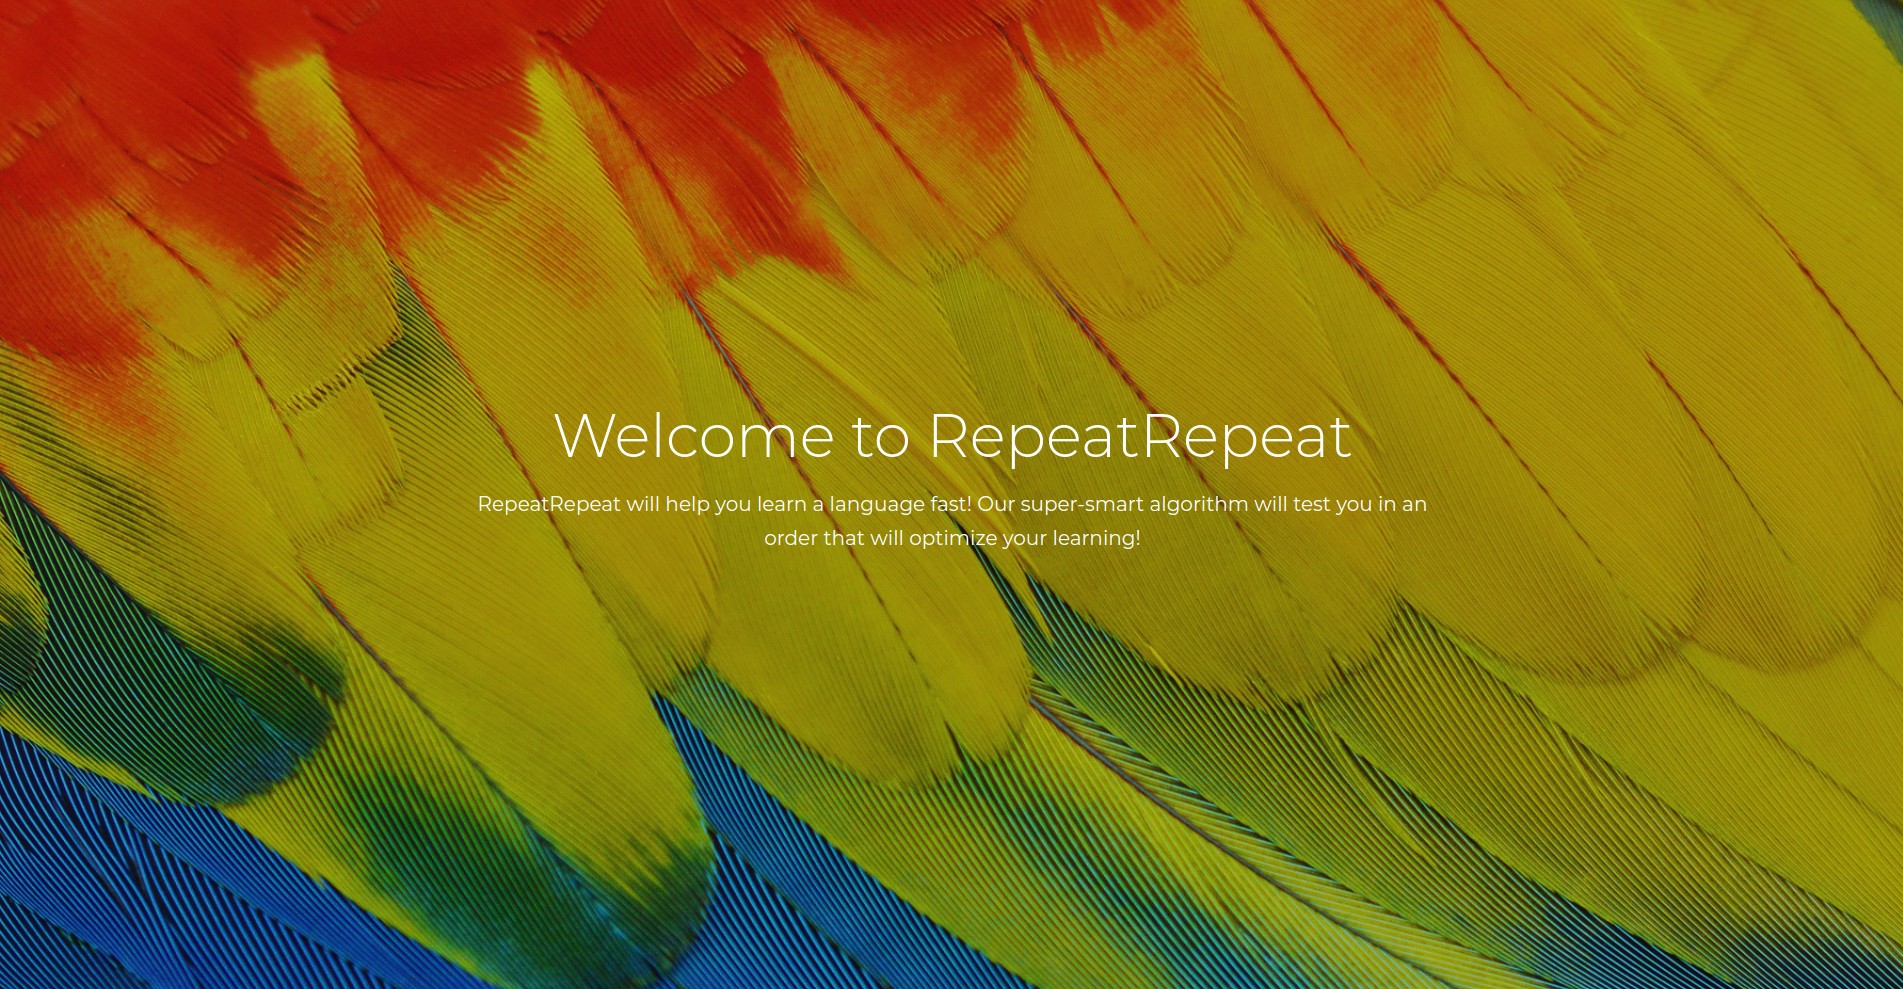 Welcome to RepeatRepeat
RepeatRepeat will help you learn a language fast! Our super-smart algorithm will test you in an
order that will optimize your learning!